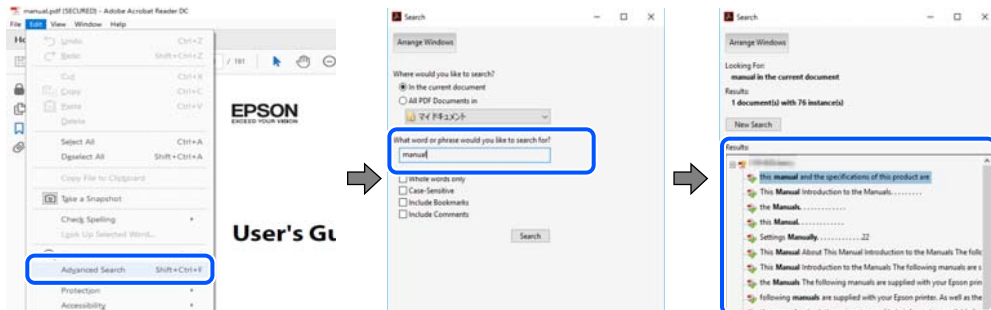 manual.pdf (SECURED) - Adobe Acrobat Reader DC
File Edit View Window Help
Undo Ctrl+Z
Redo Shift+Ctrl+Z
Cut Ctrl+X
Copy Ctrl+C
Paste Ctrl+V
Delete
Select All Ctrl+A
Deselect All Shift+Ctrl+A
Copy File to Clipboard
Take a Snapshot
Check Spelling
Look Up Selected Word...
Advanced Search Shift+Ctrl+F
Protection
Accessibility
/ 191
EPSON
EXCEED YOUR VISION
User's Gu
Search
Arrange Windows
Where would you like to search?
In the current document
All PDF Documents in
マイ ドキュメント
What word or phrase would you like to search for?
manual
Whole words only
Case-Sensitive
Include Bookmarks
Include Comments
Search
Search
Arrange Windows
Looking For:
manual in the current document
Results:
1 document(s) with 76 instance(s)
New Search
Results:
this manual and the specifications of this product are
This Manual Introduction to the Manuals.........
the Manuals.............
this Manual.............
Settings Manually.............22
This Manual About This Manual Introduction to the Manuals The follo
This Manual Introduction to the Manuals The following manuals are s
the Manuals The following manuals are supplied with your Epson prin
following manuals are supplied with your Epson printer. As well as the